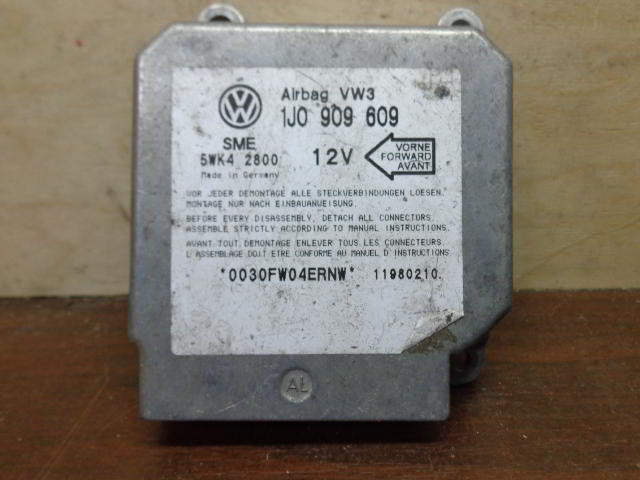 Airbag VW3
1J0 909 609
SME
5WK4 2800
12V
VORNE
FORWARD
AVANT
Made in Germany
VOR JEDER DEMONTAGE ALLE STECKVERBINDUNGEN LOESEN.
MONTAGE NUR NACH EINBAUANWEISUNG.
BEFORE EVERY DISASSEMBLY, DETACH ALL CONNECTORS
ASSEMBLE STRICTLY ACCORDING TO MANUAL INSTRUCTIONS.
AVANT TOUT DEMONTAGE ENLEVER TOUS LES CONNECTEURS.
L'ASSEMBLAGE DOIT ETRE CONFORME AU MANUEL D'INSTRUCTIONS
*0030FW04ERNW* 11980210.
AL